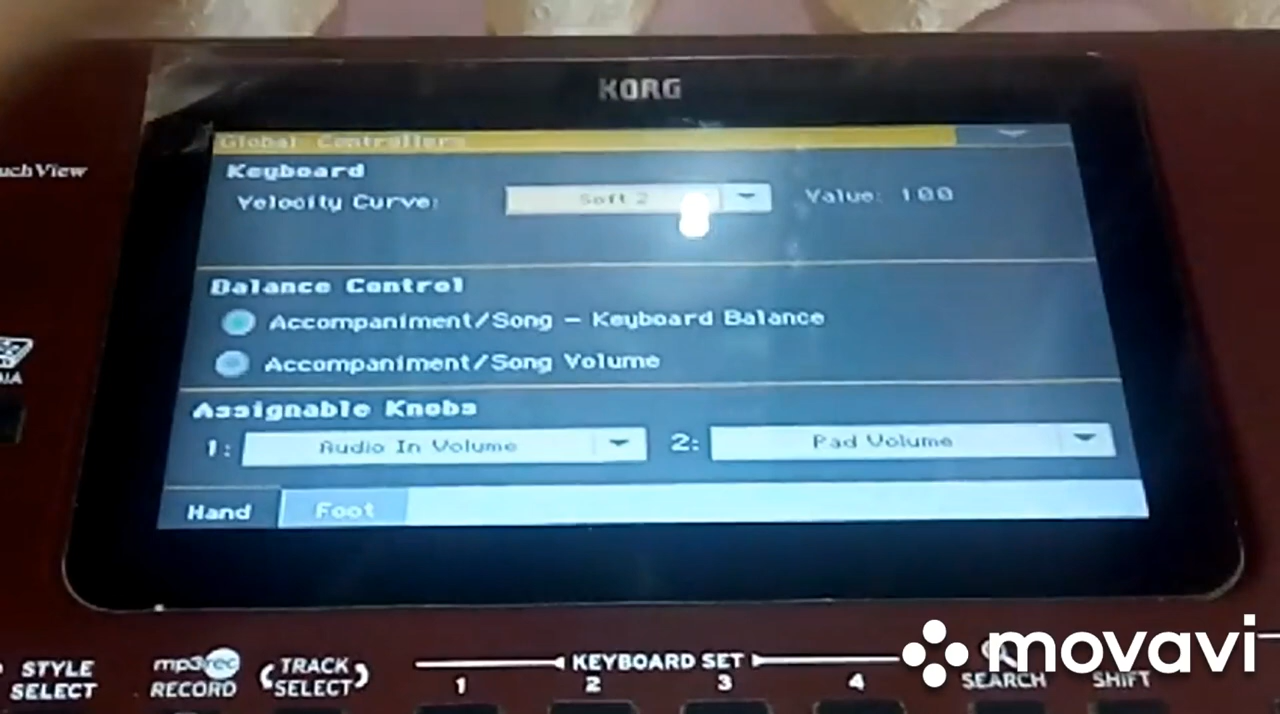 KORG
Global Controllers
Keyboard
Velocity Curve: Soft 2 Value: 100
Balance Control
Accompaniment/Song - Keyboard Balance
Accompaniment/Song Volume
Assignable Knobs
1: Audio In Volume 2: Pad Volume
Hand Foot
uchView
STYLE SELECT
mp3rec RECORD
TRACK SELECT
KEYBOARD SET
1 2 3 4
SEARCH
SHIFT
movavi